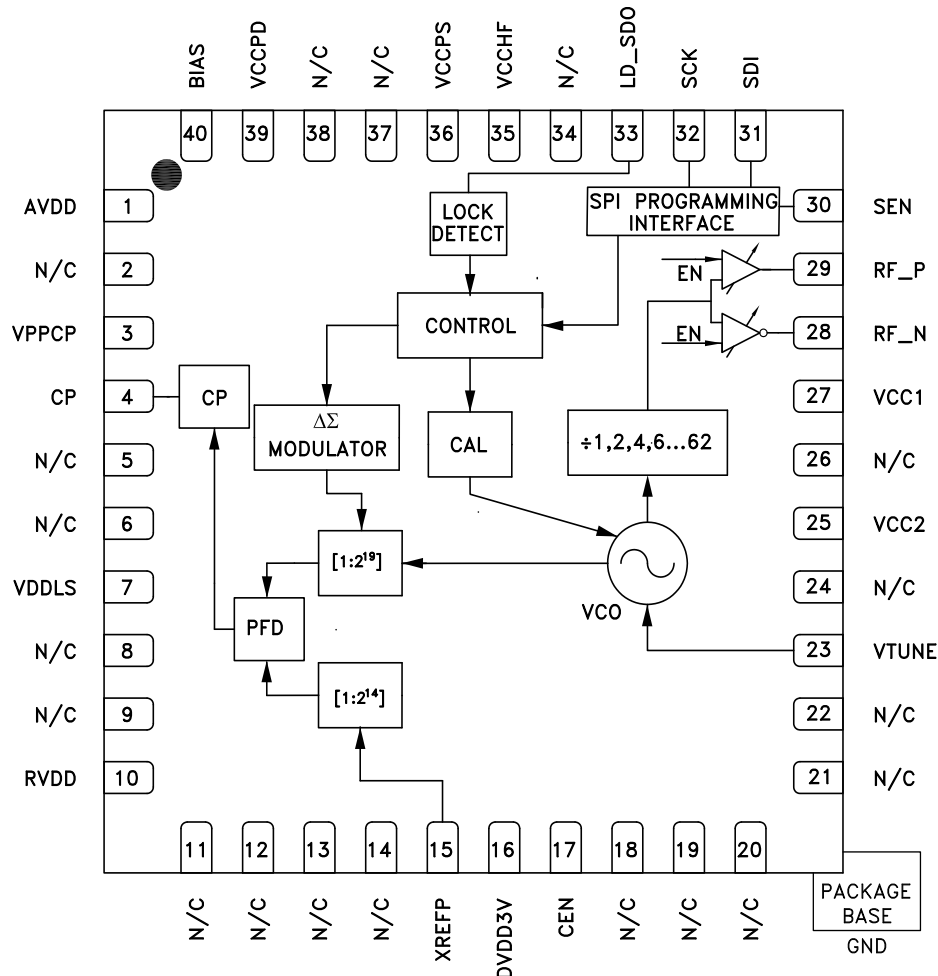 BIAS
VCCPD
N/C
N/C
VCCPS
VCCHF
N/C
LD_SDO
SCK
SDI
40
39
38
37
36
35
34
33
32
31
AVDD
1
LOCK
DETECT
SPI PROGRAMMING
INTERFACE
30
SEN
N/C
2
EN
29
RF_P
VPPCP
3
CONTROL
EN
28
RF_N
CP
4
CP
27
VCC1
ΔΣ
MODULATOR
CAL
÷1,2,4,6...62
N/C
5
26
N/C
N/C
6
25
VCC2
VDDLS
7
[1:2¹⁹]
VCO
24
N/C
PFD
N/C
8
23
VTUNE
N/C
9
[1:2¹⁴]
22
N/C
RVDD
10
21
N/C
11
12
13
14
15
16
17
18
19
20
N/C
N/C
N/C
N/C
XREFP
DVDD3V
CEN
N/C
N/C
N/C
PACKAGE
BASE
GND